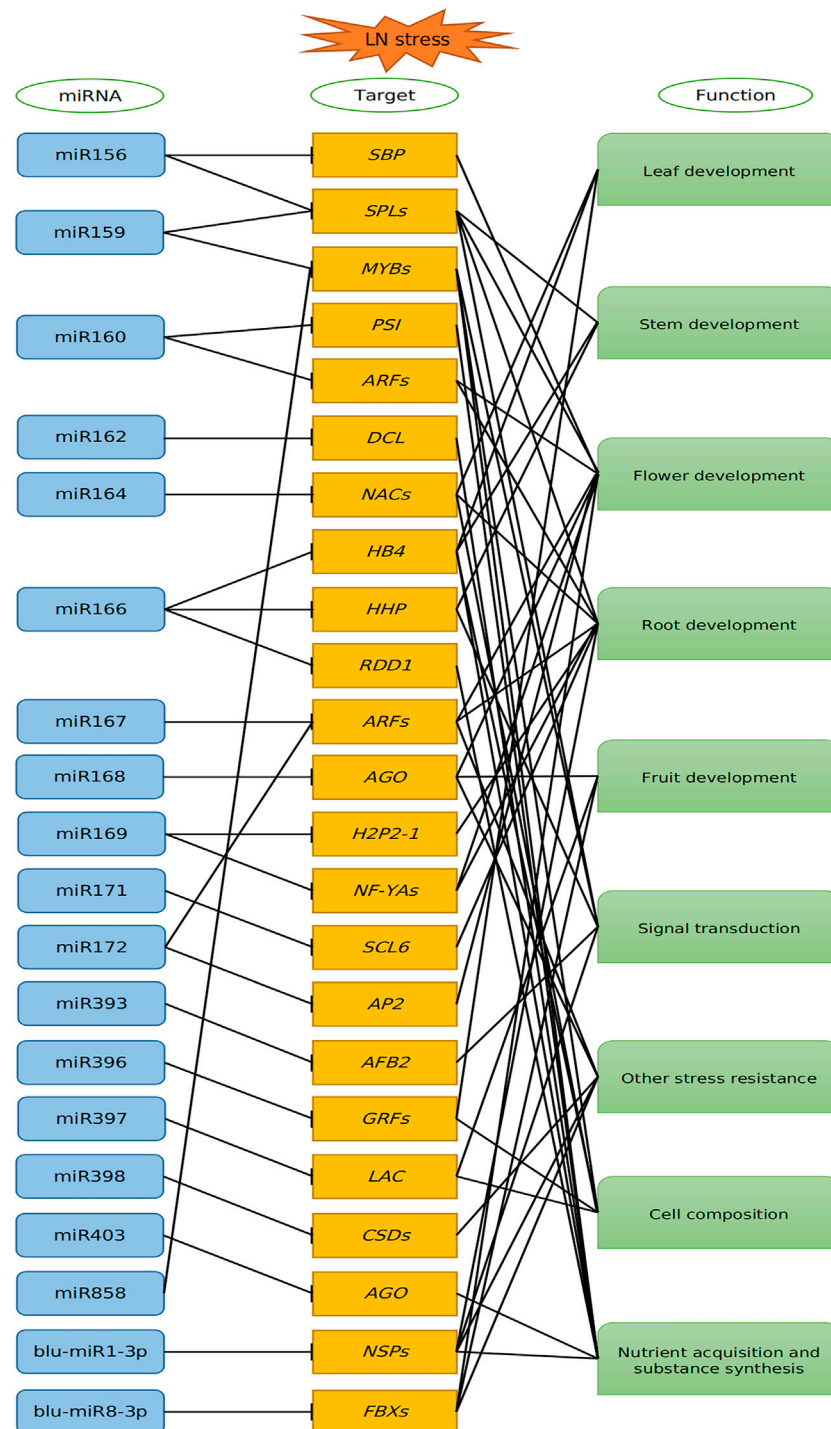 LN stress
miRNA
Target
Function
miR156
miR159
miR160
miR162
miR164
miR166
miR167
miR168
miR169
miR171
miR172
miR393
miR396
miR397
miR398
miR403
miR858
blu-miR1-3p
blu-miR8-3p
SBP
SPLs
MYBs
PSI
ARFs
DCL
NACs
HB4
HHP
RDD1
ARFs
AGO
H2P2-1
NF-YAs
SCL6
AP2
AFB2
GRFs
LAC
CSDs
AGO
NSPs
FBXs
Leaf development
Stem development
Flower development
Root development
Fruit development
Signal transduction
Other stress resistance
Cell composition
Nutrient acquisition and
substance synthesis